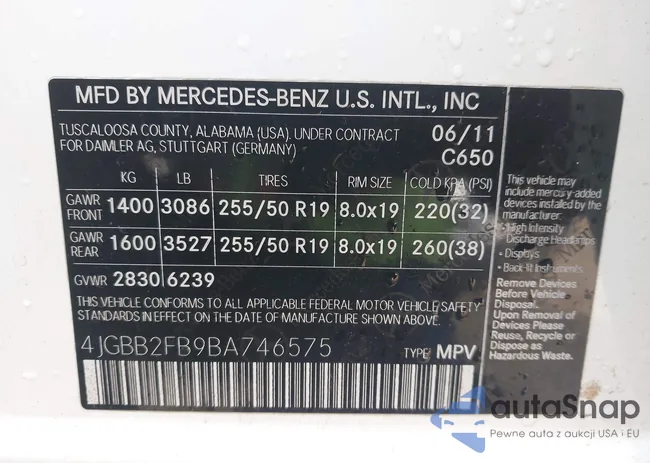 MFD BY MERCEDES-BENZ U.S. INTL., INC
TUSCALOOSA COUNTY, ALABAMA (USA). UNDER CONTRACT 06/11
FOR DAIMLER AG, STUTTGART (GERMANY) C650
KG LB TIRES RIM SIZE COLD KPA (PSI)
GAWR FRONT 1400 3086 255/50 R19 8.0x19 220(32)
GAWR REAR 1600 3527 255/50 R19 8.0x19 260(38)
GVWR 2830 6239
THIS VEHICLE CONFORMS TO ALL APPLICABLE FEDERAL MOTOR VEHICLE SAFETY
STANDARDS IN EFFECT ON THE DATE OF MANUFACTURE SHOWN ABOVE.
4JGBB2FB9BA746575 TYPE: MPV
This vehicle may
include mercury-added
devices installed by
the manufacturer:
• High Intensity
Discharge Headlamps
• Displays
• Back-lit Instruments
Remove Devices
Before Vehicle
Disposal.
Upon Removal
Please Reuse,
Recycle or
Dispose as
Hazardous Waste.
autaSnap
Pewne auta z aukcji USA i EU